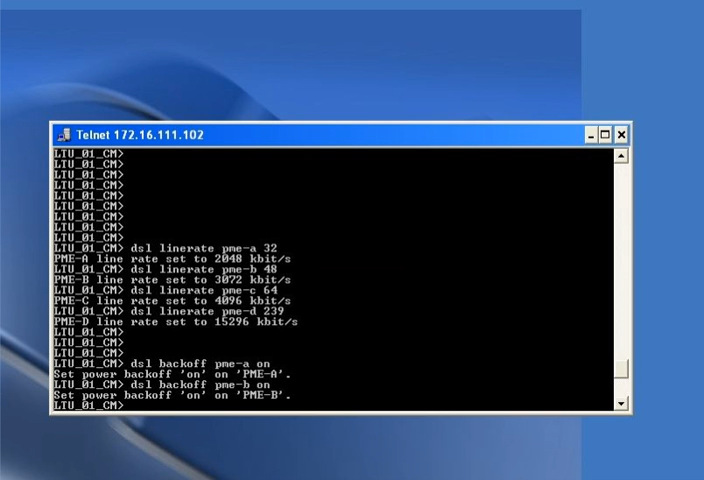 Telnet 172.16.111.102
LTU_01_CM>
LTU_01_CM>
LTU_01_CM>
LTU_01_CM>
LTU_01_CM>
LTU_01_CM>
LTU_01_CM>
LTU_01_CM>
LTU_01_CM>
LTU_01_CM> dsl linerate pme-a 32
PME-A line rate set to 2048 kbit/s
LTU_01_CM> dsl linerate pme-b 48
PME-B line rate set to 3072 kbit/s
LTU_01_CM> dsl linerate pme-c 64
PME-C line rate set to 4096 kbit/s
LTU_01_CM> dsl linerate pme-d 239
PME-D line rate set to 15296 kbit/s
LTU_01_CM>
LTU_01_CM>
LTU_01_CM>
LTU_01_CM> dsl backoff pme-a on
Set power backoff 'on' on 'PME-A'.
LTU_01_CM> dsl backoff pme-b on
Set power backoff 'on' on 'PME-B'.
LTU_01_CM>